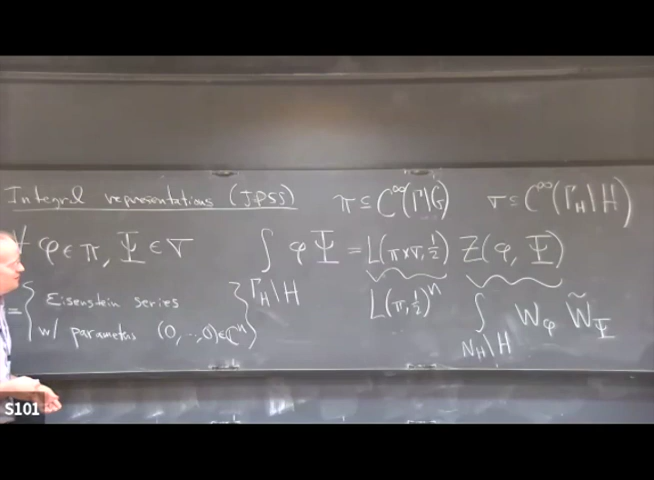 Integral representations (JPSS) π ⊆ C^∞(Γ\G) σ ⊆ C^∞(Γ_H\H)
∀ φ ∈ π, Ψ ∈ σ ∫_{Γ_H\H} φ Ψ = L(π×σ, 1/2) Z(φ, Ψ)
= { Eisenstein series
w/ parameters (0, ..., 0) ∈ ℂ^n }
L(π, 1/2)^n ∫_{N_H\H} W_φ W̃_Ψ
S101